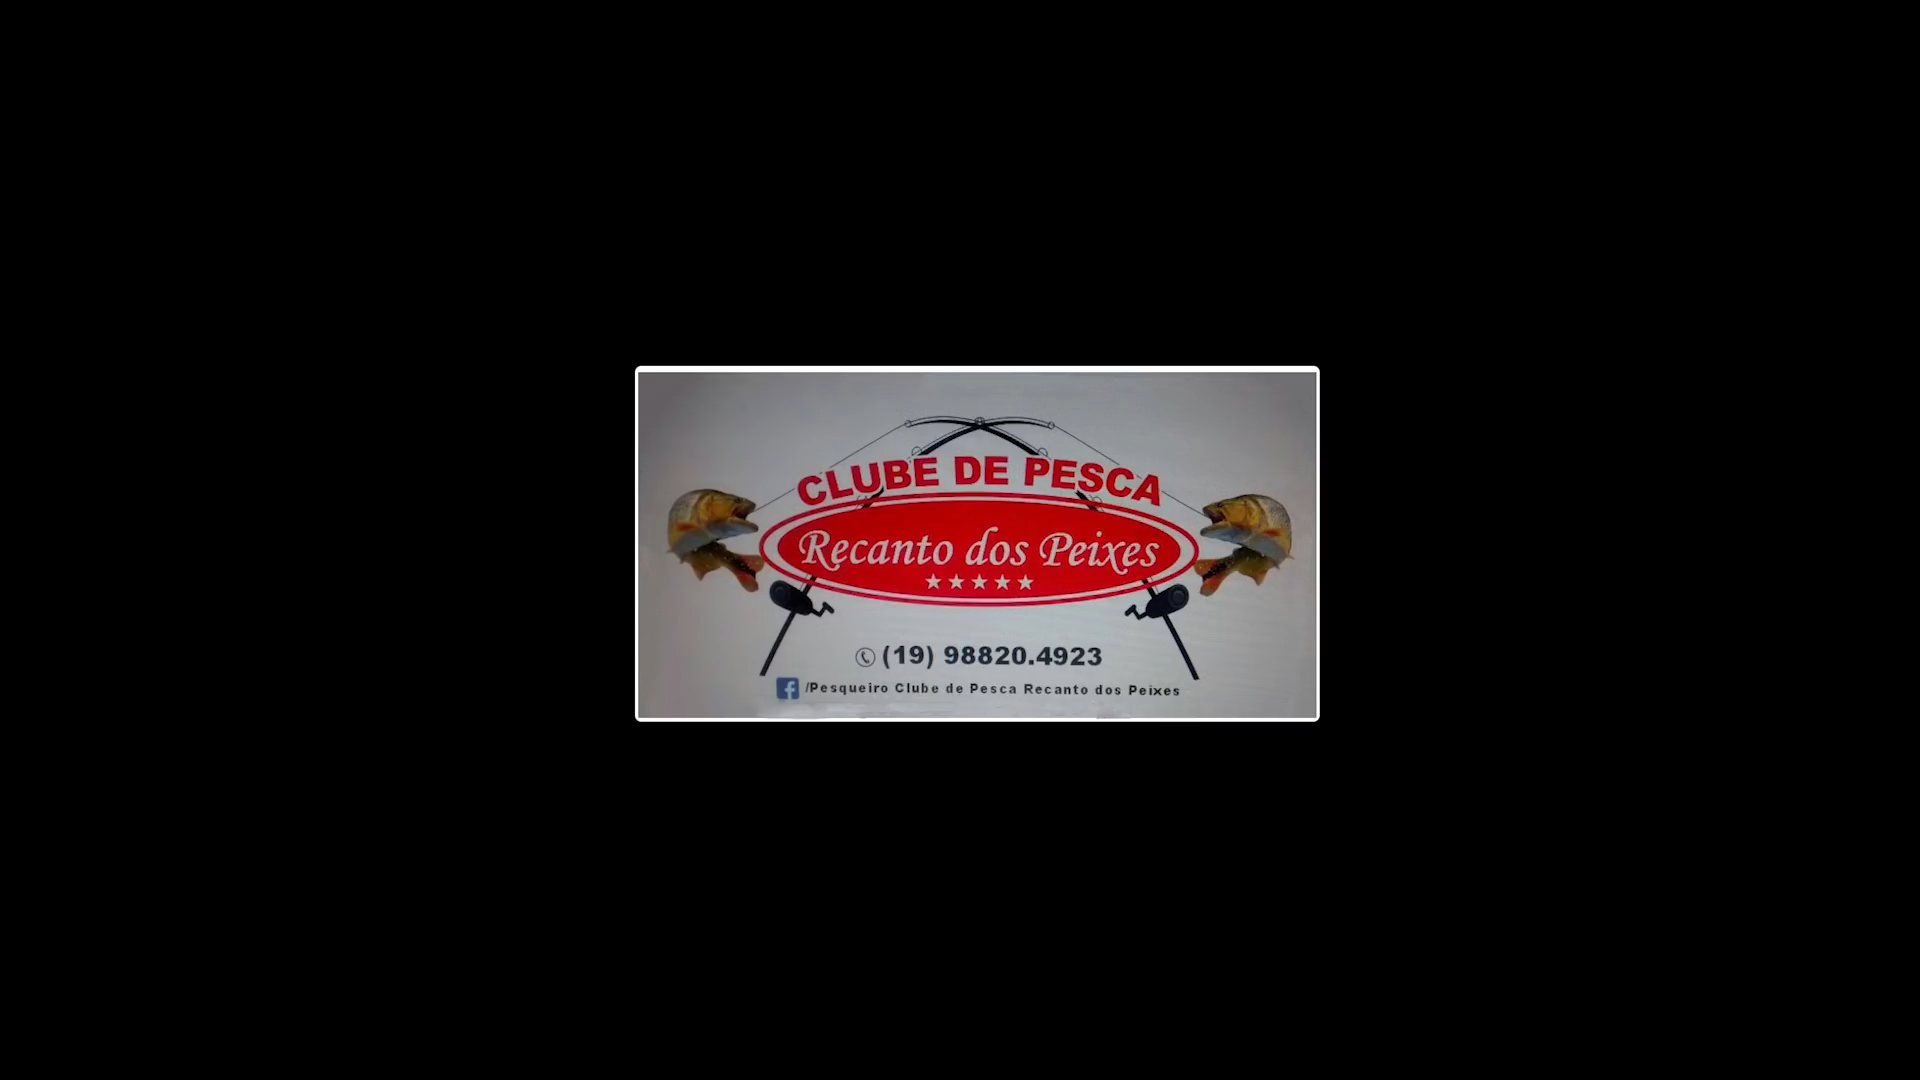 CLUBE DE PESCA
Recanto dos Peixes
(19) 98820.4923
/Pesqueiro Clube de Pesca Recanto dos Peixes